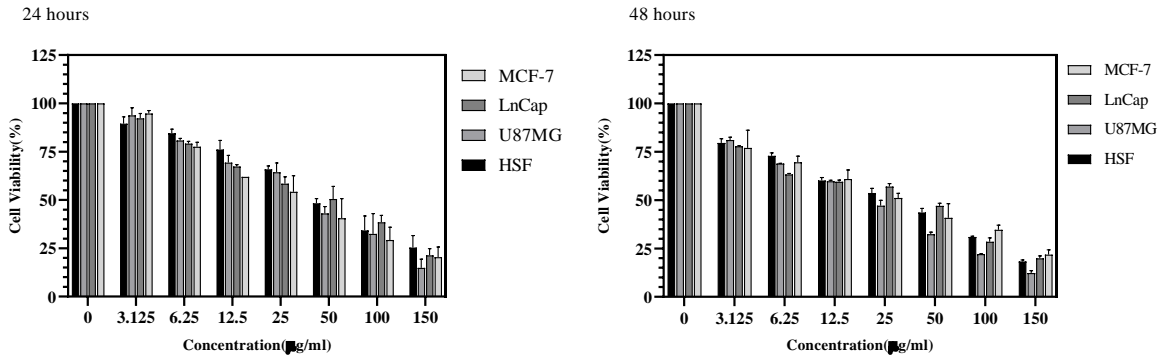 24 hours
125
100
75
50
25
0
Cell Viability(%)
0 3.125 6.25 12.5 25 50 100 150
Concentration(µg/ml)
MCF-7
LnCap
U87MG
HSF
48 hours
125
100
75
50
25
0
Cell Viability(%)
0 3.125 6.25 12.5 25 50 100 150
Concentration(µg/ml)
MCF-7
LnCap
U87MG
HSF